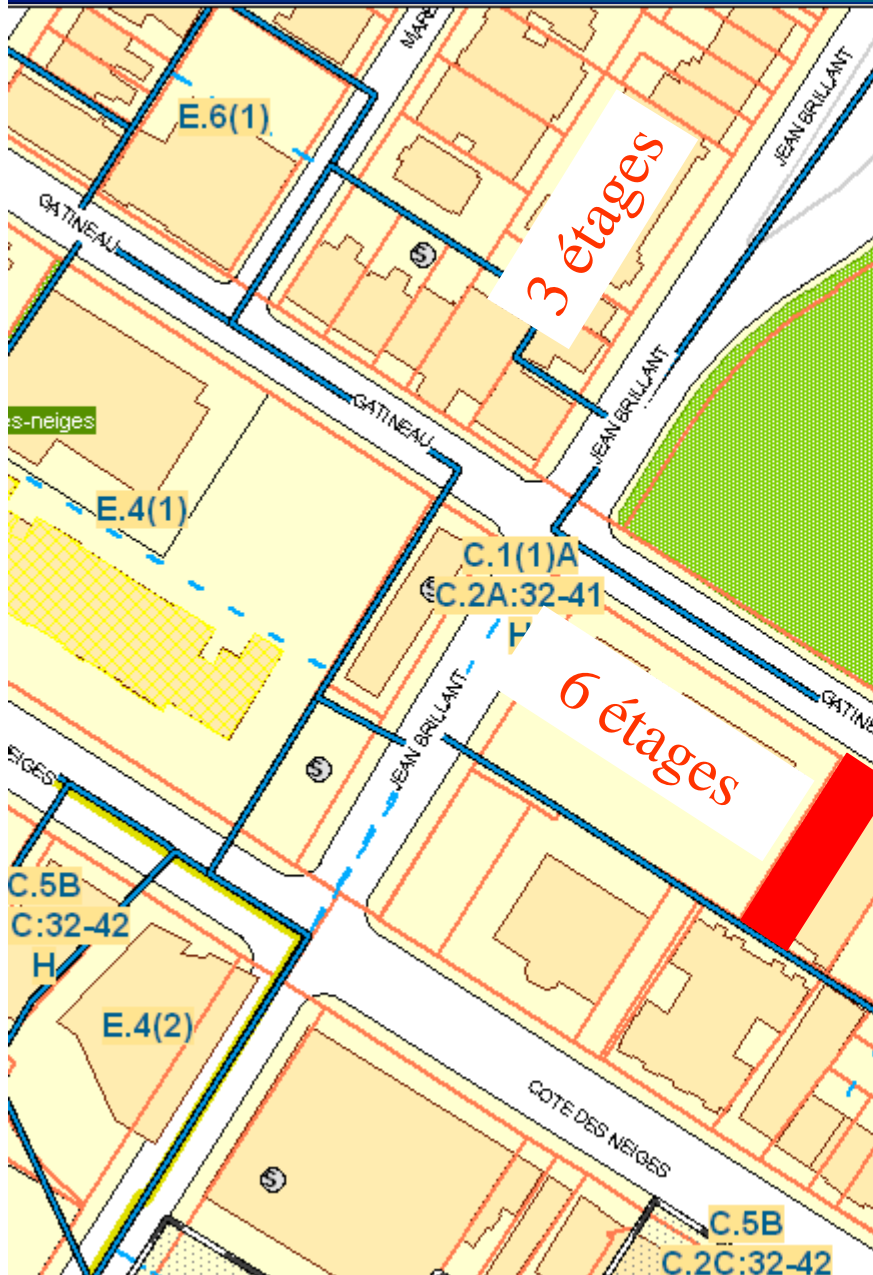 E.6(1)
JEAN BRILLANT
3 étages
GATINEAU
S
JEAN BRILLANT
GATINEAU
es-neiges
E.4(1)
C.1(1)A
C.2A:32-41
H
S
6 étages
JEAN BRILLANT
S
C.5B
C:32-42
H
E.4(2)
COTE DES NEIGES
S
C.5B
C.2C:32-42